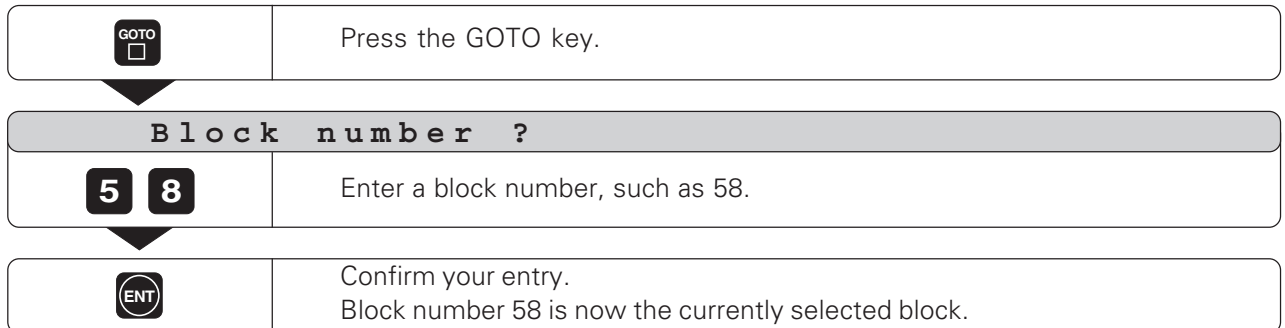 GOTO
Press the GOTO key.
Block number ?
5 8
Enter a block number, such as 58.
ENT
Confirm your entry.
Block number 58 is now the currently selected block.